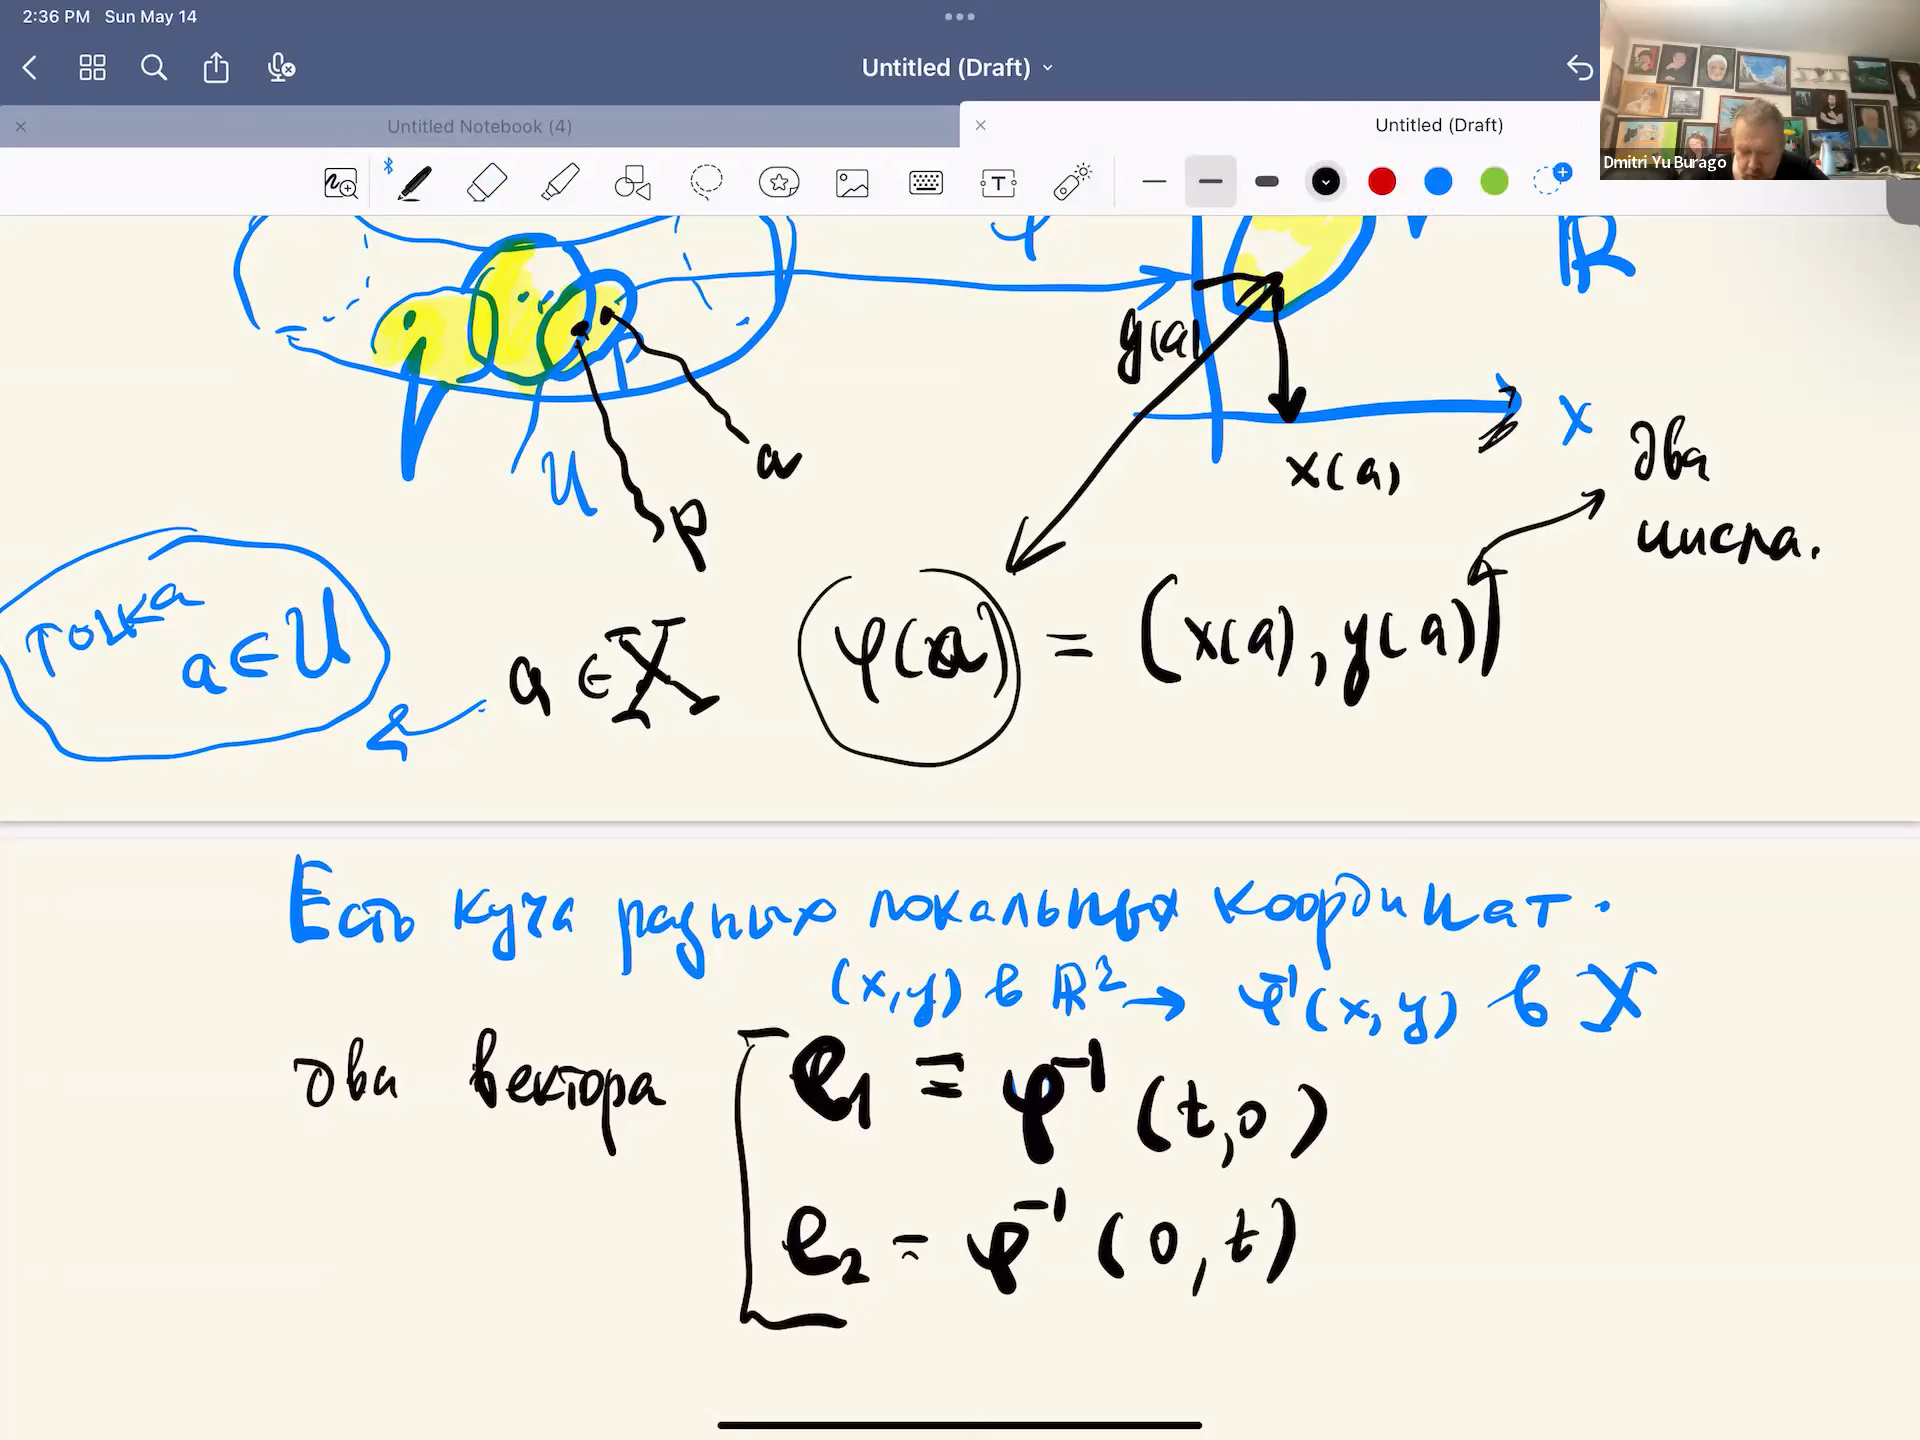 2:36 PM Sun May 14
Untitled (Draft)
Untitled Notebook (4)
Untitled (Draft)
Dmitri Yu Burago
φ
R
y(a)
x
два
x(a)
числа.
a
U
p
точка
a ∈ U
a ∈ X
φ(a) = (x(a), y(a))
Есть куча разных локальных координат.
(x,y) в ℝ² → φ⁻¹(x,y) в X
два вектора
e₁ = φ⁻¹(t,0)
e₂ = φ⁻¹(0,t)